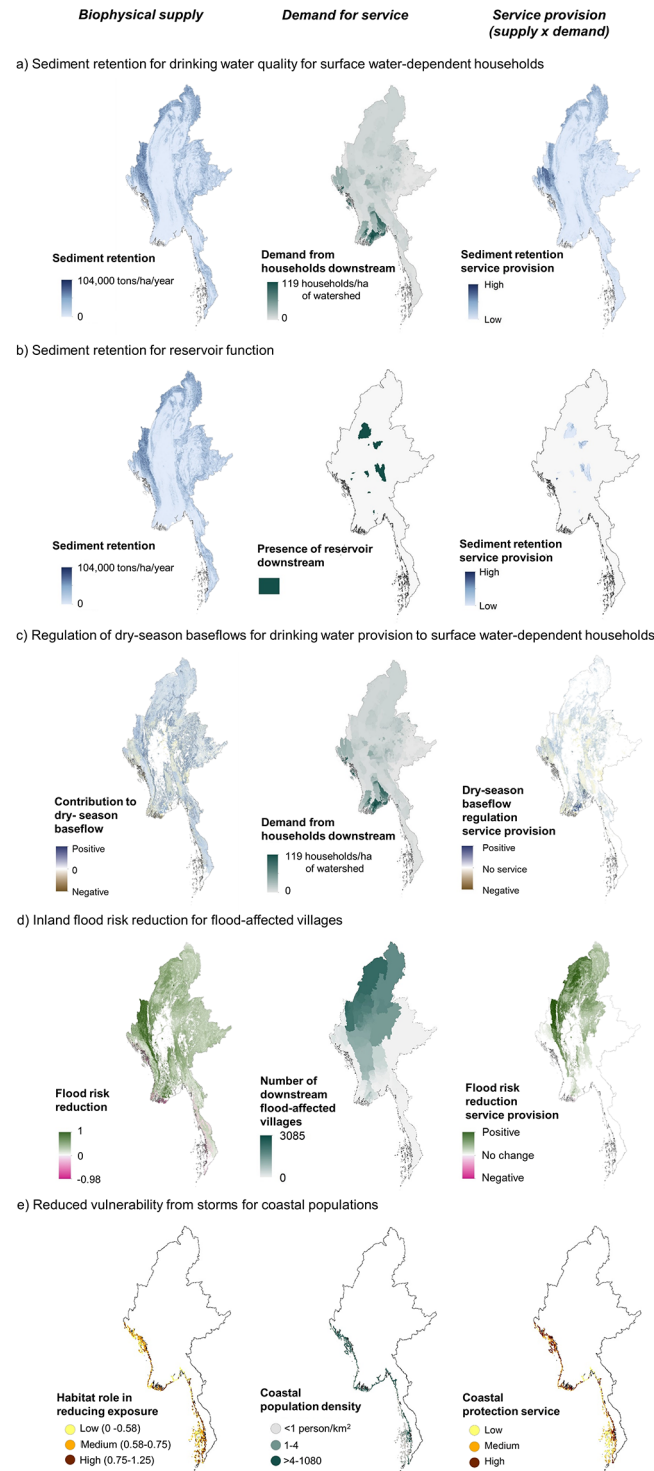 Biophysical supply
Demand for service
Service provision
(supply x demand)
a) Sediment retention for drinking water quality for surface water-dependent households
Sediment retention
104,000 tons/ha/year
0
Demand from
households downstream
119 households/ha
of watershed
0
Sediment retention
service provision
High
Low
b) Sediment retention for reservoir function
Sediment retention
104,000 tons/ha/year
0
Presence of reservoir
downstream
Sediment retention
service provision
High
Low
c) Regulation of dry-season baseflows for drinking water provision to surface water-dependent households
Contribution to
dry- season
baseflow
Positive
0
Negative
Demand from
households downstream
119 households/ha
of watershed
0
Dry-season
baseflow
regulation
service provision
Positive
No service
Negative
d) Inland flood risk reduction for flood-affected villages
Flood risk
reduction
1
0
-0.98
Number of
downstream
flood-affected
villages
3085
0
Flood risk
reduction
service provision
Positive
No change
Negative
e) Reduced vulnerability from storms for coastal populations
Habitat role in
reducing exposure
Low (0 -0.58)
Medium (0.58-0.75)
High (0.75-1.25)
Coastal
population density
<1 person/km²
1-4
>4-1080
Coastal
protection service
Low
Medium
High